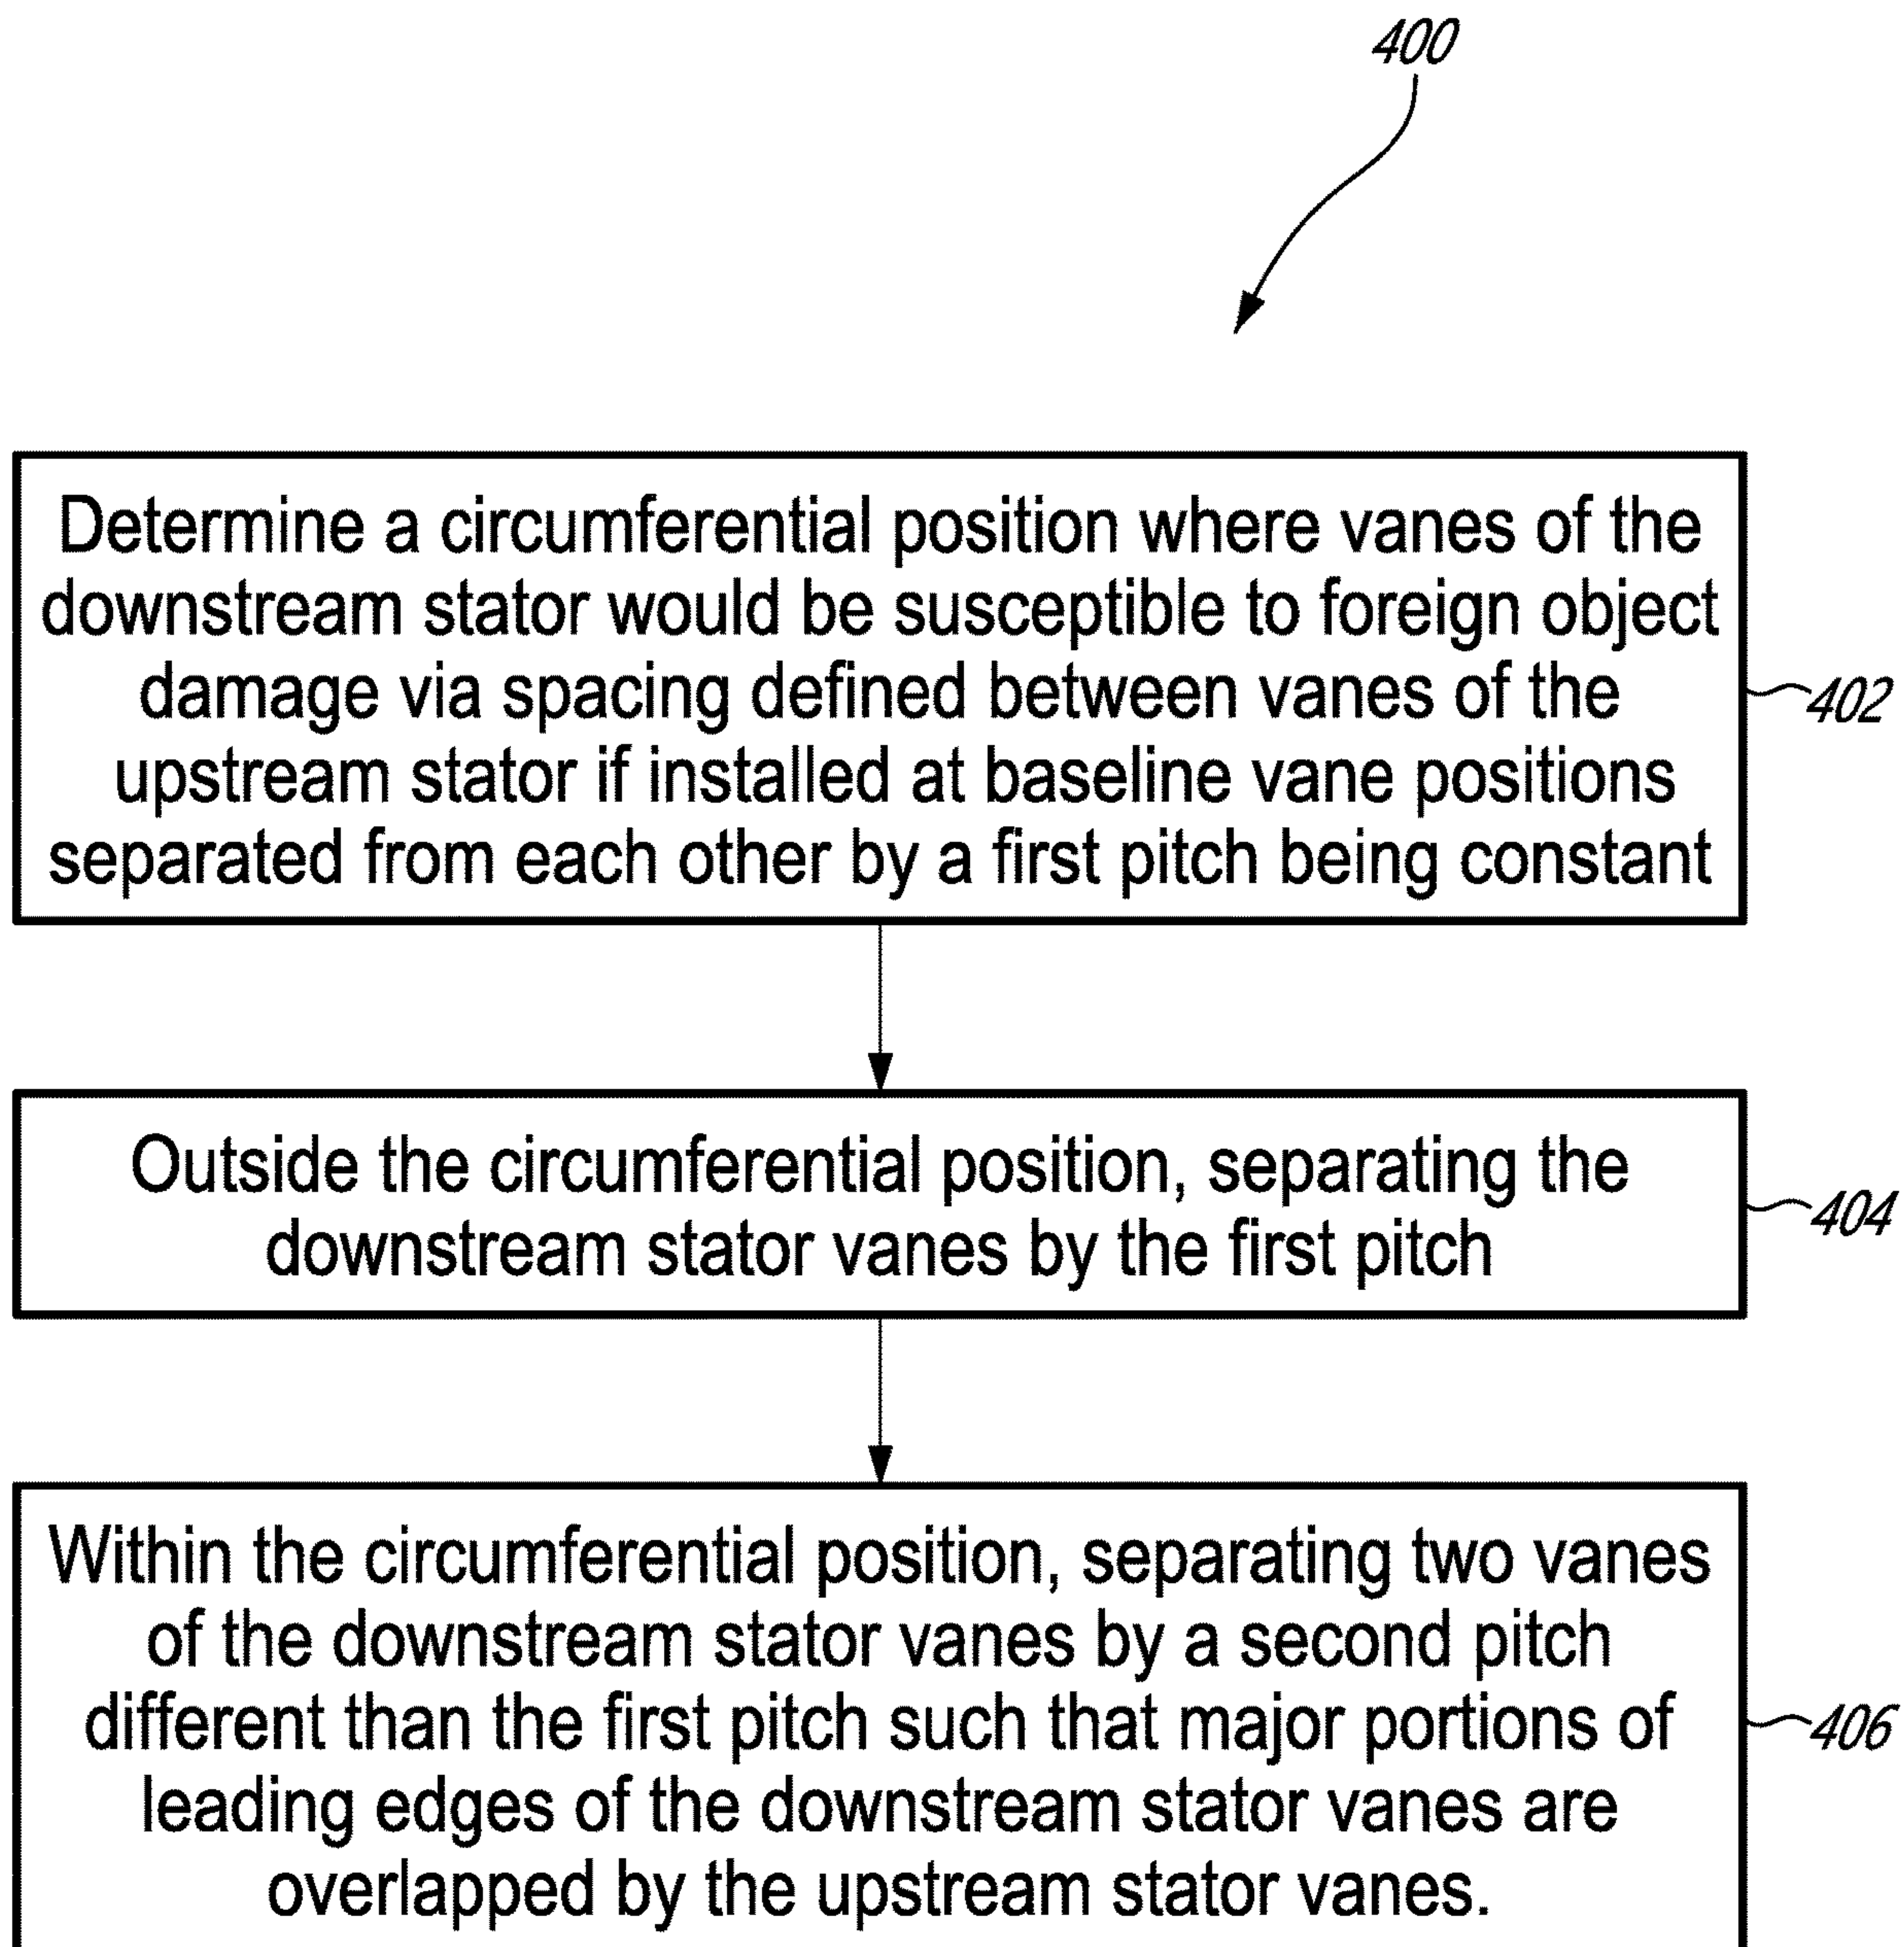 400
Determine a circumferential position where vanes of the
downstream stator would be susceptible to foreign object
damage via spacing defined between vanes of the
upstream stator if installed at baseline vane positions
separated from each other by a first pitch being constant
402
Outside the circumferential position, separating the
downstream stator vanes by the first pitch
404
Within the circumferential position, separating two vanes
of the downstream stator vanes by a second pitch
different than the first pitch such that major portions of
leading edges of the downstream stator vanes are
overlapped by the upstream stator vanes.
406